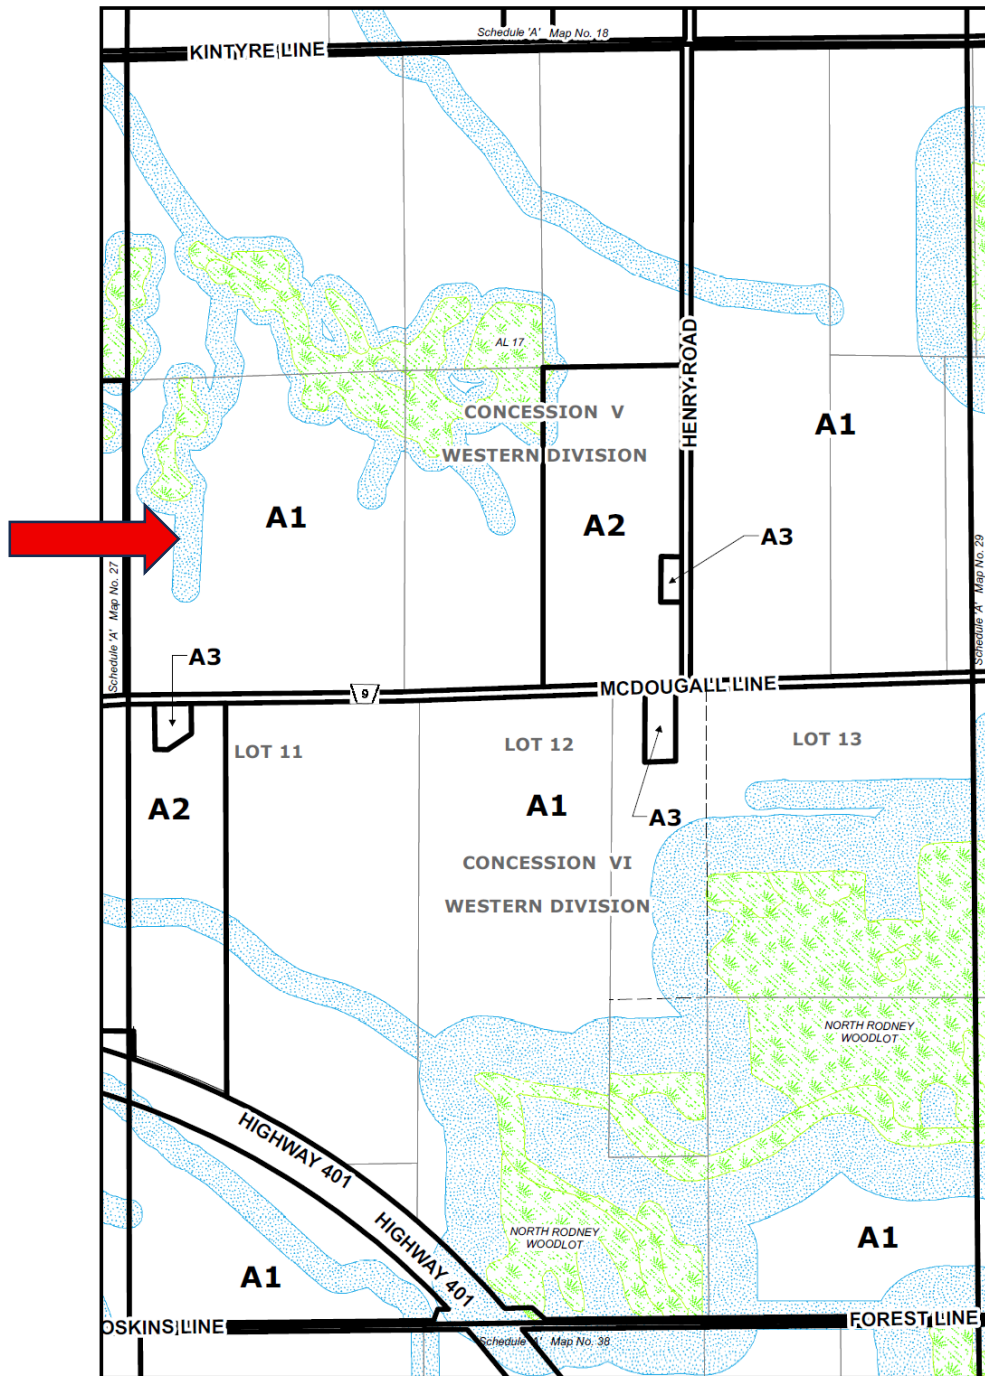 Schedule 'A' Map No. 18
KINTYRE LINE
AL 17
HENRY ROAD
CONCESSION V
WESTERN DIVISION
A1
A1
A2
A3
Schedule 'A' Map No. 27
Schedule 'A' Map No. 29
A3
9
MCDOUGALL LINE
LOT 11
LOT 12
LOT 13
A2
A1
A3
CONCESSION VI
WESTERN DIVISION
NORTH RODNEY
WOODLOT
HIGHWAY 401
HIGHWAY 401
NORTH RODNEY
WOODLOT
A1
A1
OSKINS LINE
FOREST LINE
Schedule 'A' Map No. 38